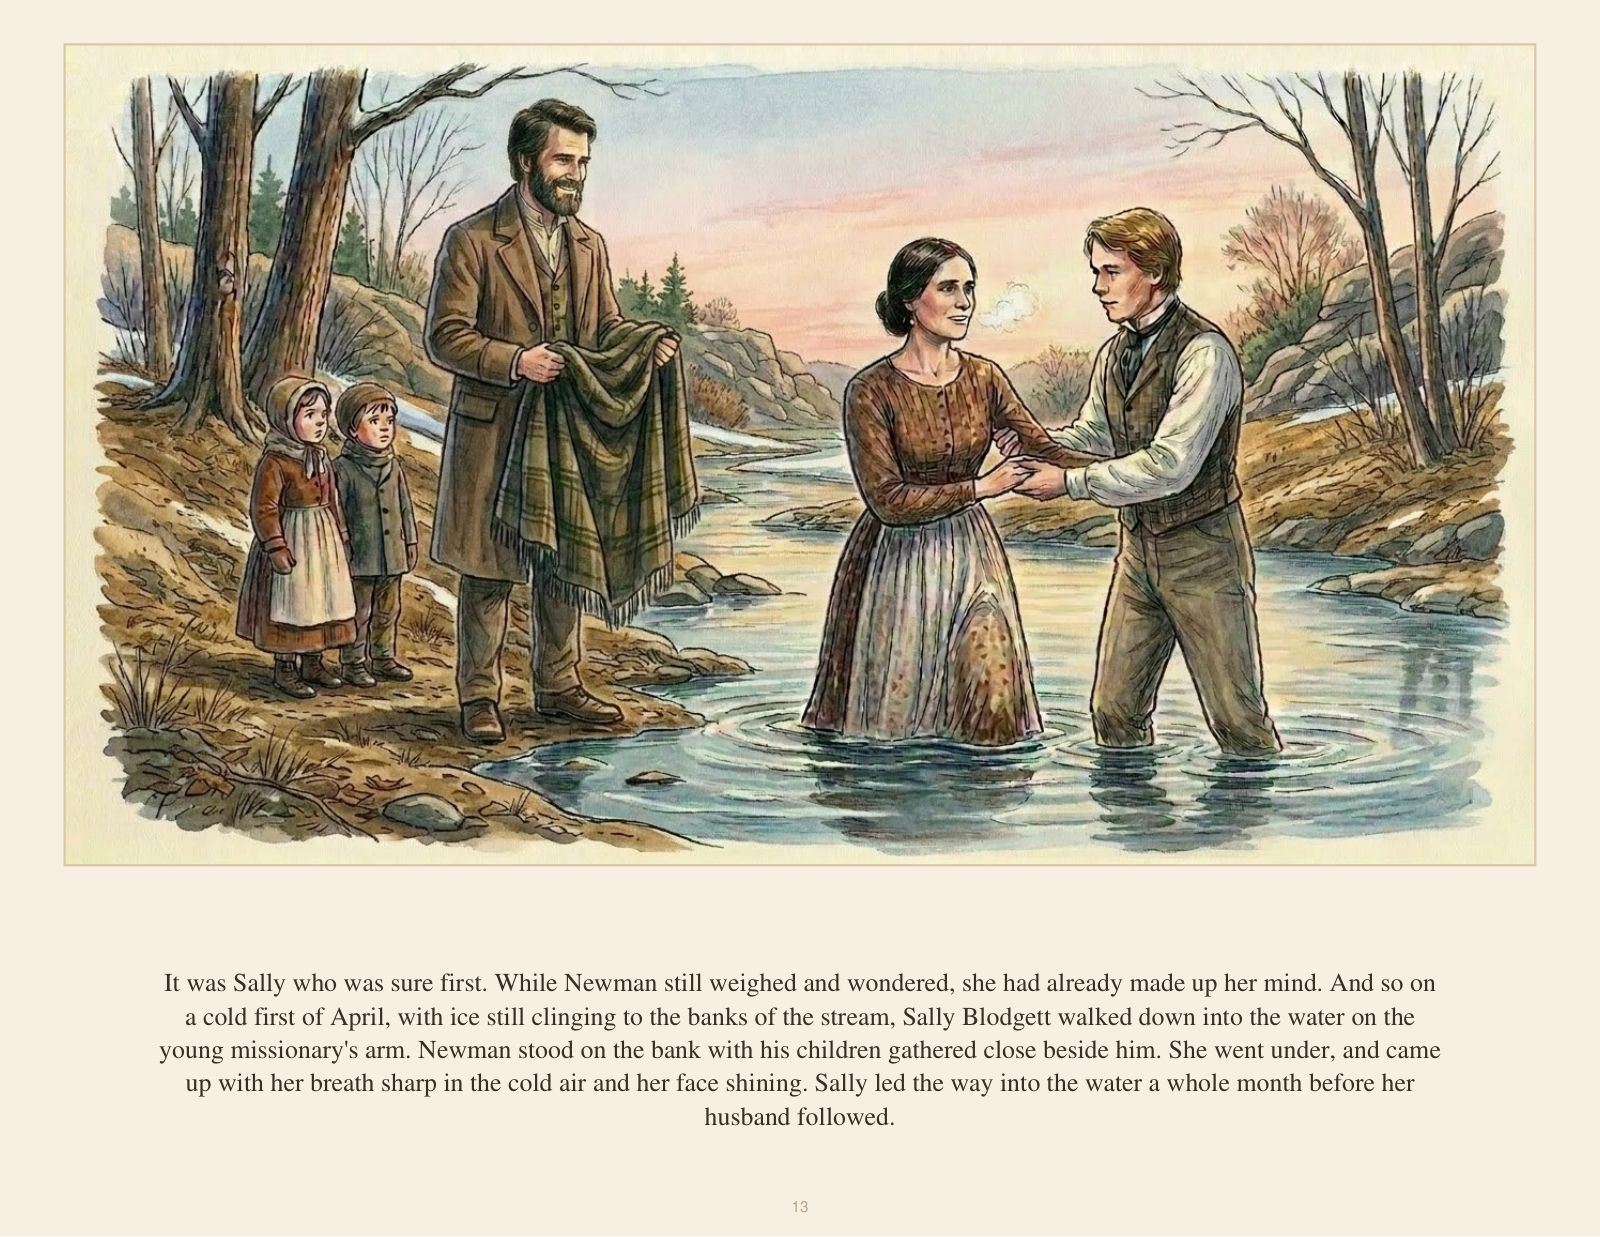 It was Sally who was sure first. While Newman still weighed and wondered, she had already made up her mind. And so on
a cold first of April, with ice still clinging to the banks of the stream, Sally Blodgett walked down into the water on the
young missionary's arm. Newman stood on the bank with his children gathered close beside him. She went under, and came
up with her breath sharp in the cold air and her face shining. Sally led the way into the water a whole month before her
husband followed.
13